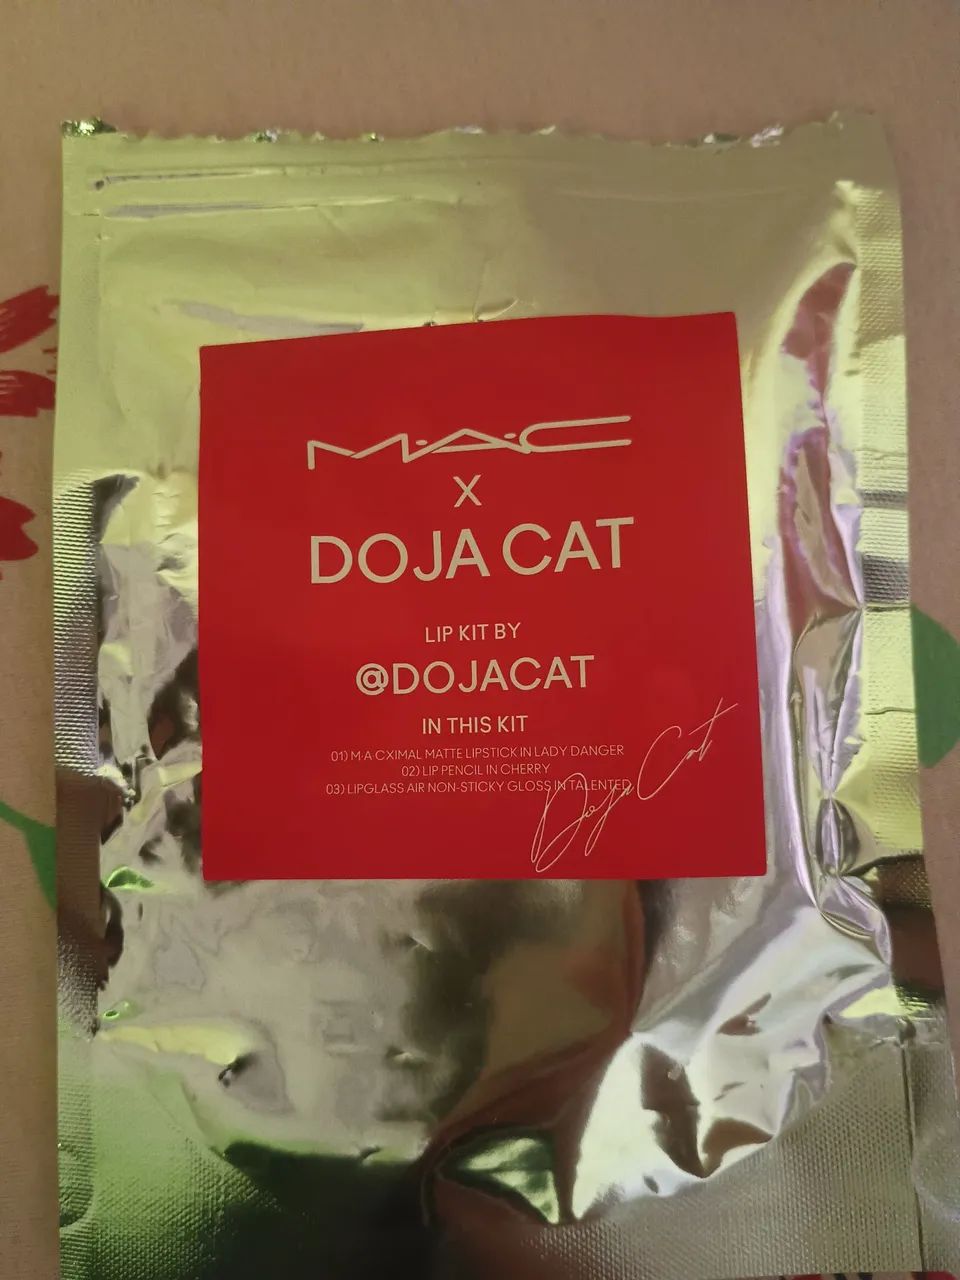 M·A·C
X
DOJA CAT
LIP KIT BY
@DOJACAT
IN THIS KIT
01) M·A·CXIMAL MATTE LIPSTICK IN LADY DANGER
02) LIP PENCIL IN CHERRY
03) LIPGLASS AIR NON-STICKY GLOSS IN TALENTED
Doja Cat